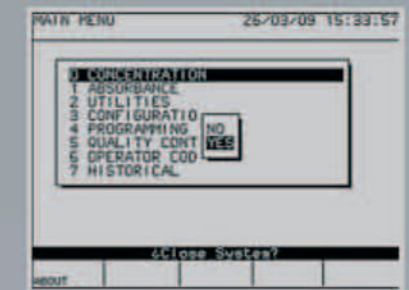 MAIN MENU 26/03/09 15:33:57
0 CONCENTRATION
1 ABSORBANCE
2 UTILITIES
3 CONFIGURATIO
4 PROGRAMMING NO
5 QUALITY CONT YES
6 OPERATOR COD
7 HISTORICAL
¿Close System?
ABOUT